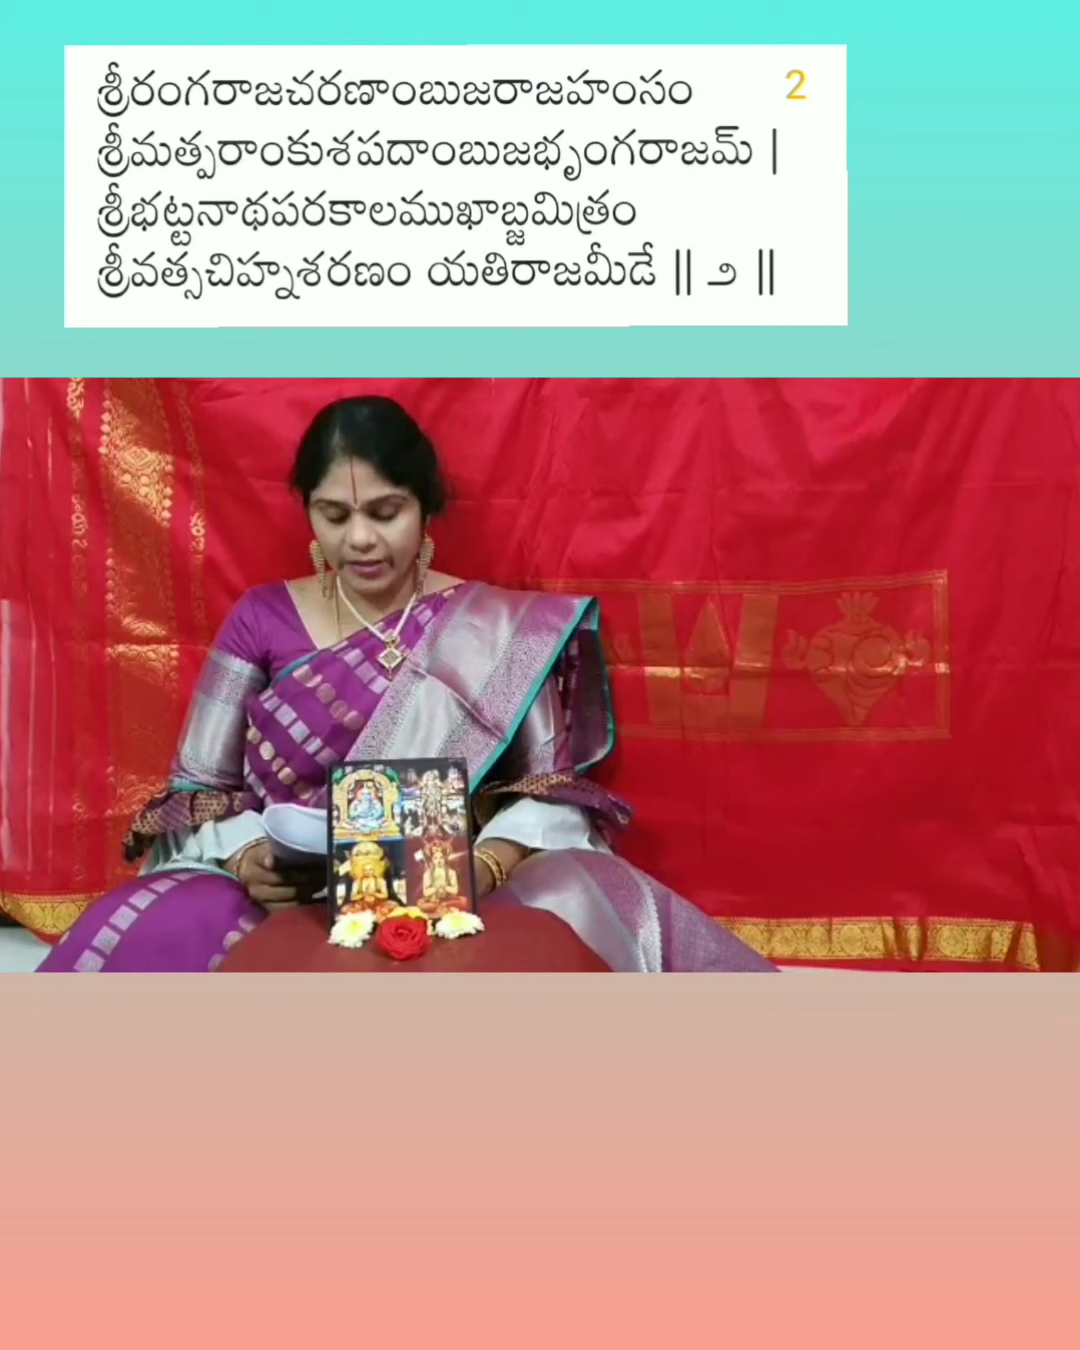 శ్రీరంగరాజచరణాంబుజరాజహంసం 2
శ్రీమత్పరాంకుశపదాంబుజభృంగరాజమ్ |
శ్రీభట్టనాథపరకాలముఖాబ్జమిత్రం
శ్రీవత్సచిహ్నశరణం యతిరాజమీడే || ౨ ||